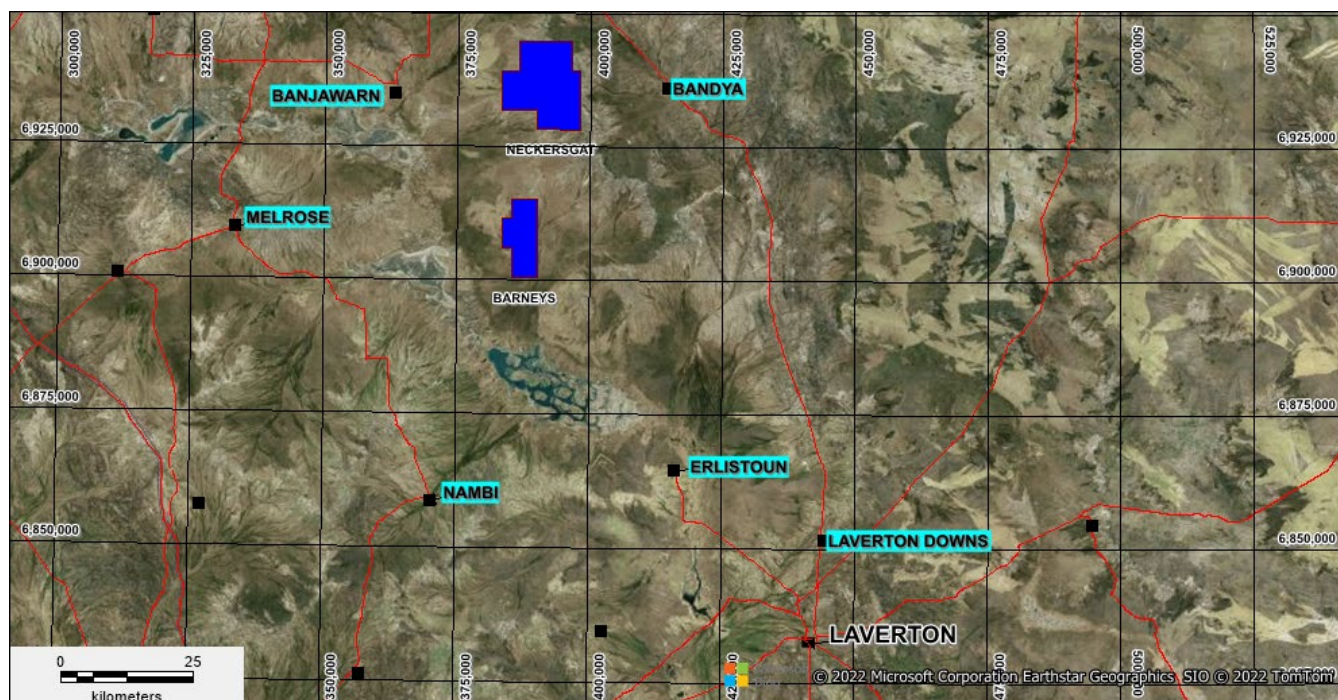 300,000
325,000
350,000
375,000
400,000
425,000
450,000
475,000
500,000
525,000
BANJAWARN
BANDYA
6,925,000
6,925,000
NECKERSGAT
MELROSE
6,900,000
6,900,000
BARNEYS
6,875,000
6,875,000
ERLISTOUN
NAMBI
6,850,000
LAVERTON DOWNS
6,850,000
LAVERTON
0 25
kilometers
350,000
375,000
400,000
© 2022 Microsoft Corporation Earthstar Geographics SIO © 2022 TomTom